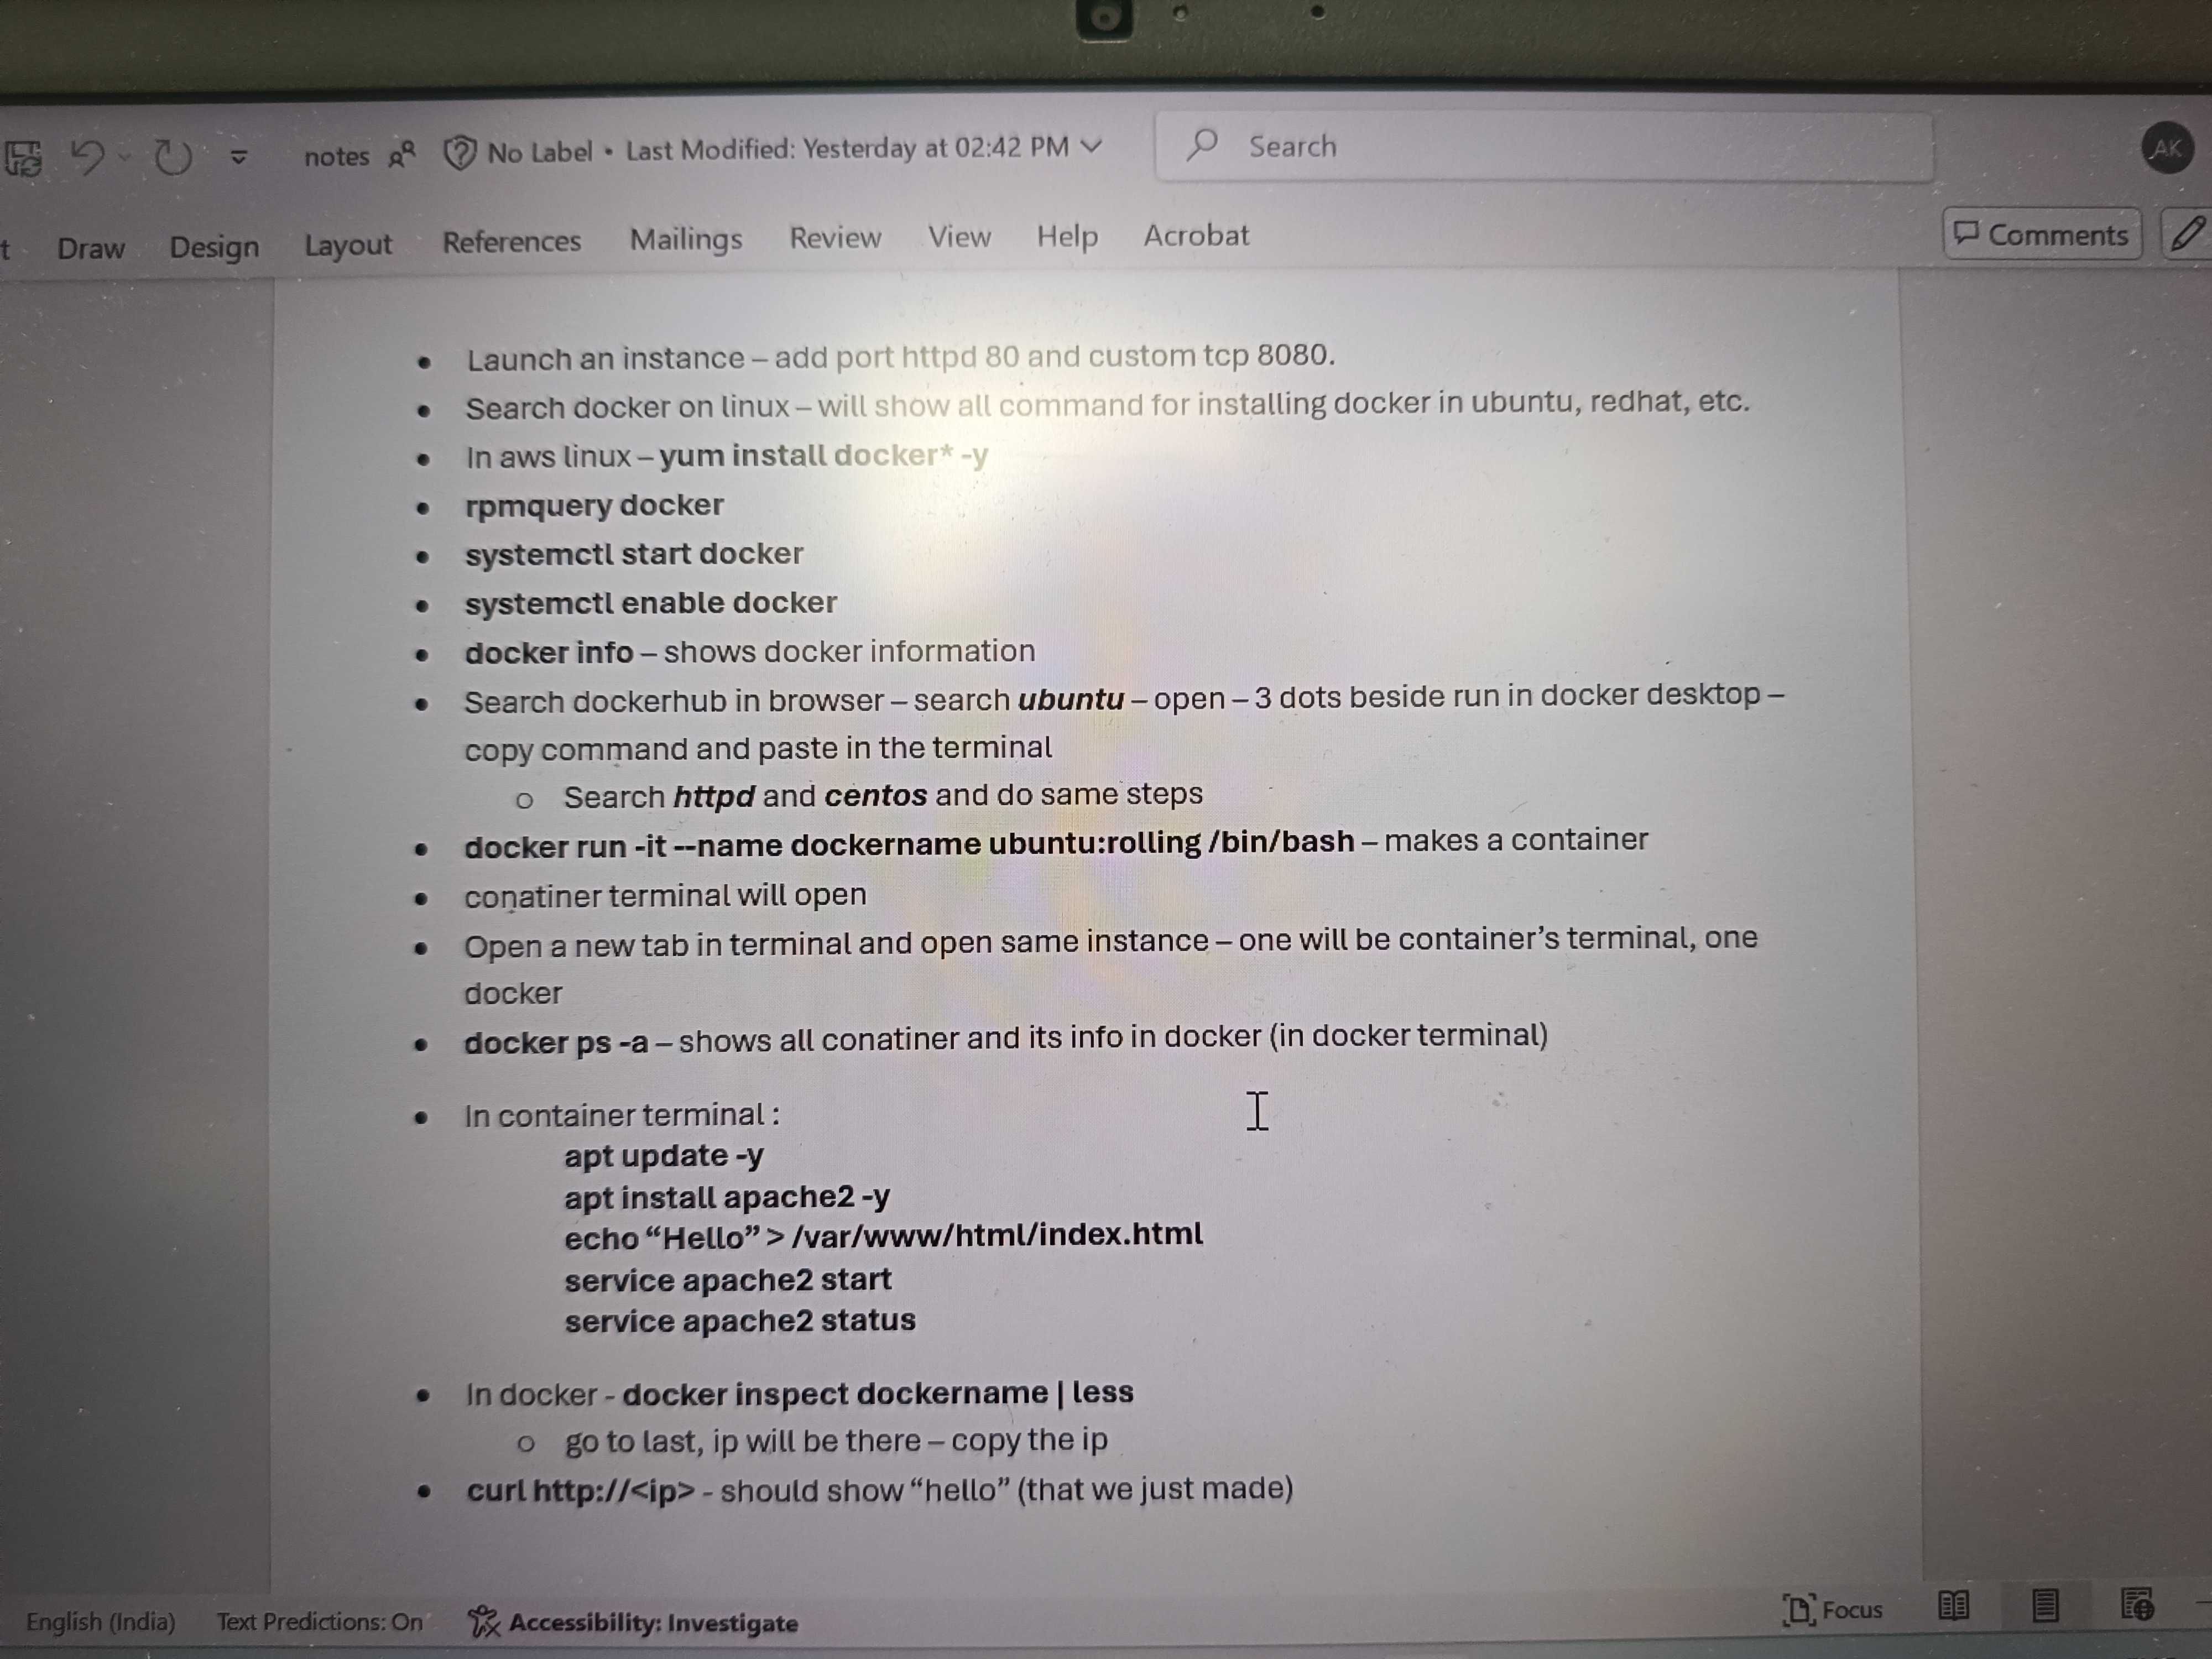 notes No Label • Last Modified: Yesterday at 02:42 PM Search AK
t Draw Design Layout References Mailings Review View Help Acrobat Comments
• Launch an instance – add port httpd 80 and custom tcp 8080.
• Search docker on linux – will show all command for installing docker in ubuntu, redhat, etc.
• In aws linux – yum install docker* -y
• rpmquery docker
• systemctl start docker
• systemctl enable docker
• docker info – shows docker information
• Search dockerhub in browser – search ubuntu – open – 3 dots beside run in docker desktop –
copy command and paste in the terminal
o Search httpd and centos and do same steps
• docker run -it --name dockername ubuntu:rolling /bin/bash – makes a container
• conatiner terminal will open
• Open a new tab in terminal and open same instance – one will be container’s terminal, one
docker
• docker ps -a – shows all conatiner and its info in docker (in docker terminal)
• In container terminal :
apt update -y
apt install apache2 -y
echo “Hello” > /var/www/html/index.html
service apache2 start
service apache2 status
• In docker - docker inspect dockername | less
o go to last, ip will be there – copy the ip
• curl http://<ip> - should show “hello” (that we just made)
English (India) Text Predictions: On Accessibility: Investigate Focus